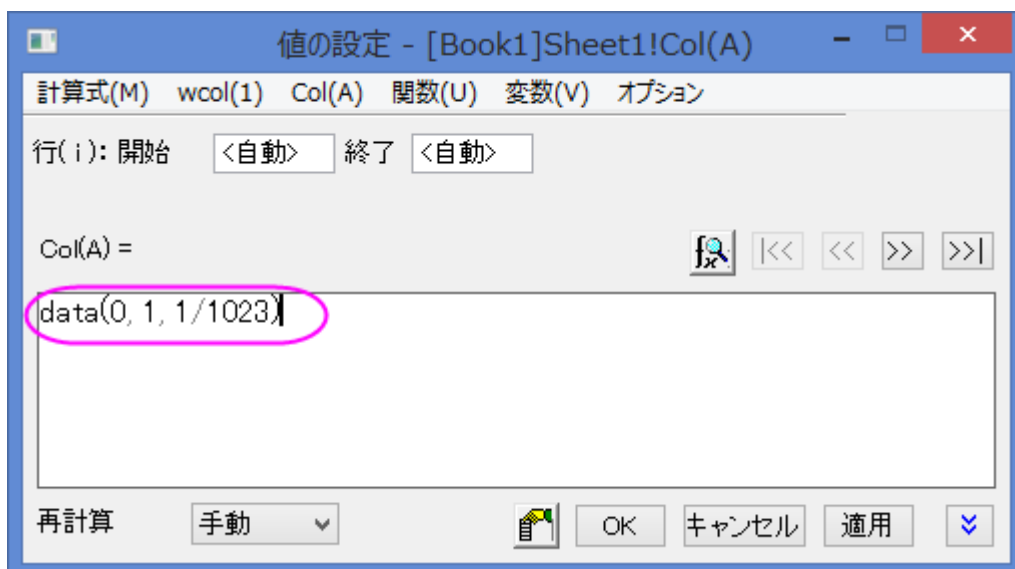 値の設定 - [Book1]Sheet1!Col(A)
計算式(M) wcol(1) Col(A) 関数(U) 変数(V) オプション
行(i): 開始 <自動> 終了 <自動>
Col(A) = |<< << >> >>|
data(0, 1, 1/1023)
再計算 手動 OK キャンセル 適用